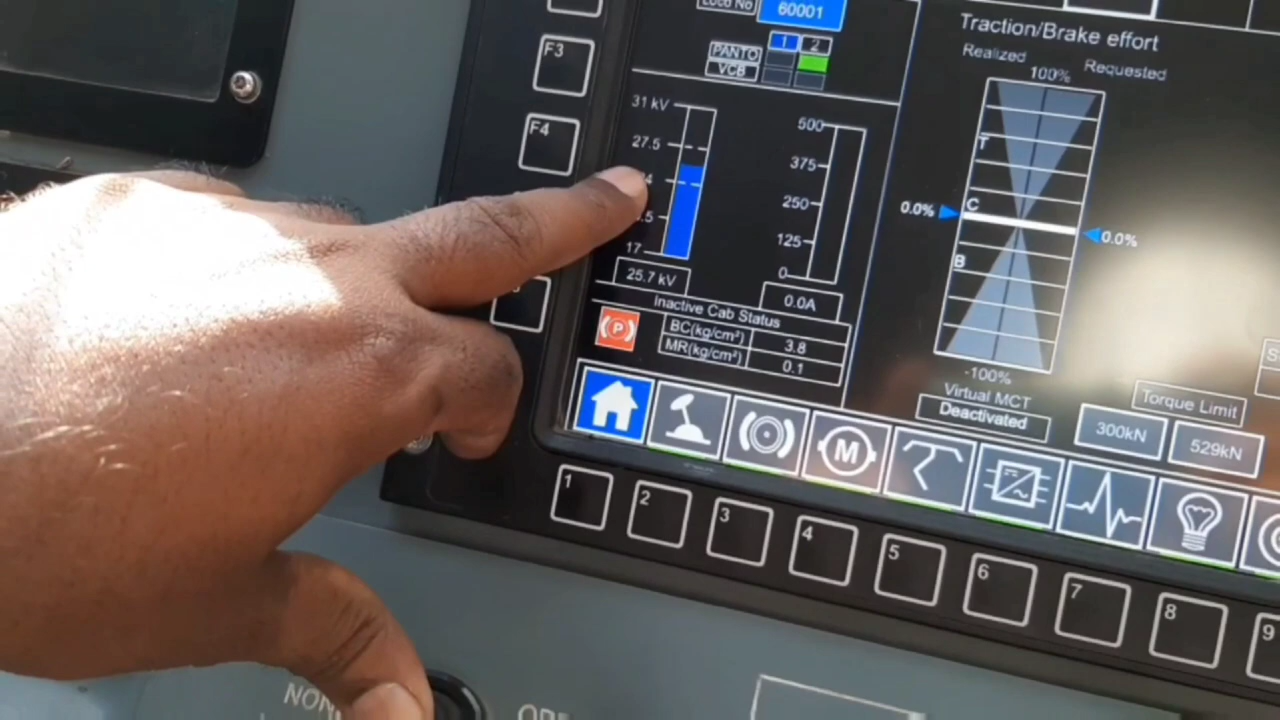 Loco No
60001
1 2
PANTO
VCB
F3
F4
31 kV
27.5
17
25.7 kV
500
375
250
125
0
0.0A
Inactive Cab Status
P
BC(kg/cm²) 3.8
MR(kg/cm²) 0.1
Traction/Brake effort
Realized Requested
100%
T
C
B
0.0%
0.0%
-100%
Virtual MCT
Deactivated
Torque Limit
300kN 529kN
M
1 2 3 4 5 6 7 8 9